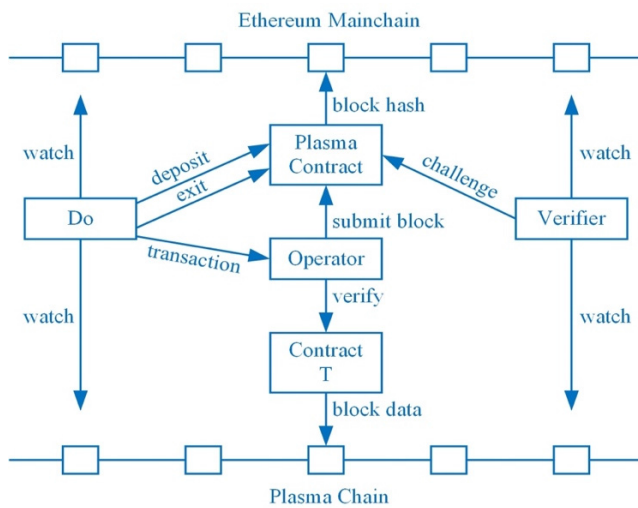 Ethereum Mainchain
block hash
Plasma
Contract
watch
deposit
exit
challenge
watch
Do
Verifier
submit block
transaction
Operator
verify
watch
watch
Contract
T
block data
Plasma Chain